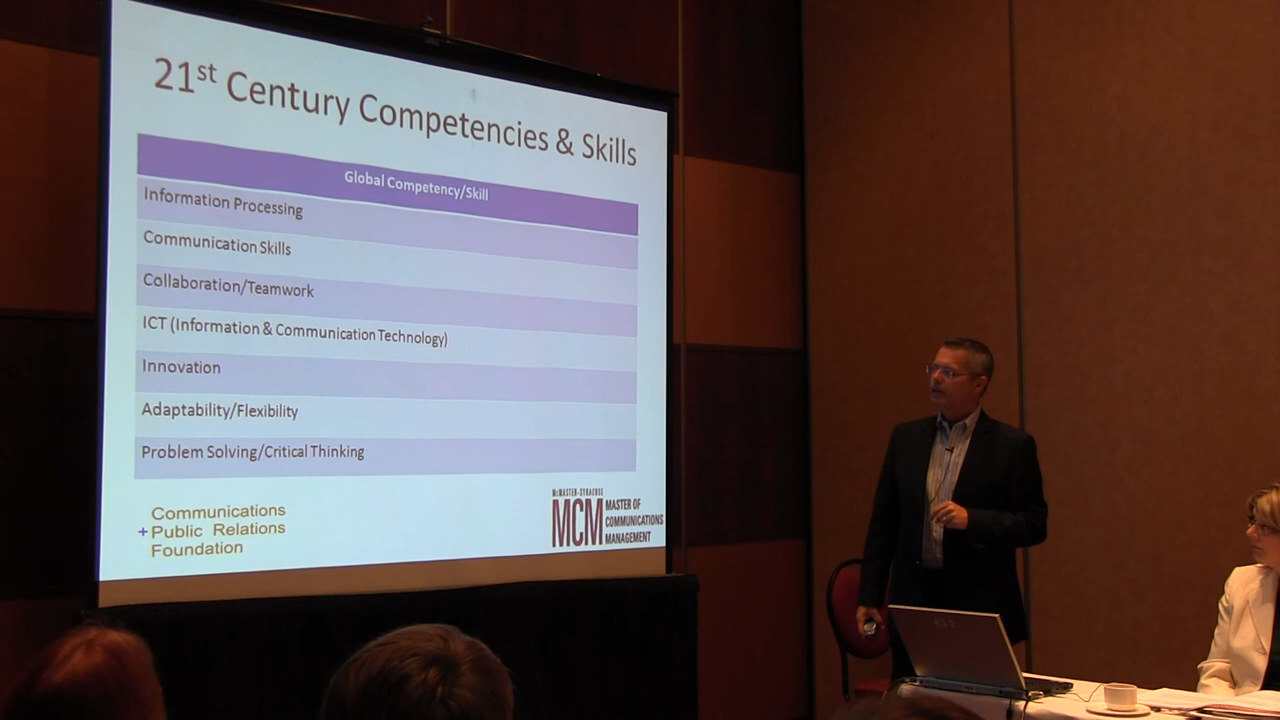 21st Century Competencies & Skills
Global Competency/Skill
Information Processing
Communication Skills
Collaboration/Teamwork
ICT (Information & Communication Technology)
Innovation
Adaptability/Flexibility
Problem Solving/Critical Thinking
Communications
+Public Relations
Foundation
McMASTER-SYRACUSE
MCM MASTER OF
COMMUNICATIONS
MANAGEMENT